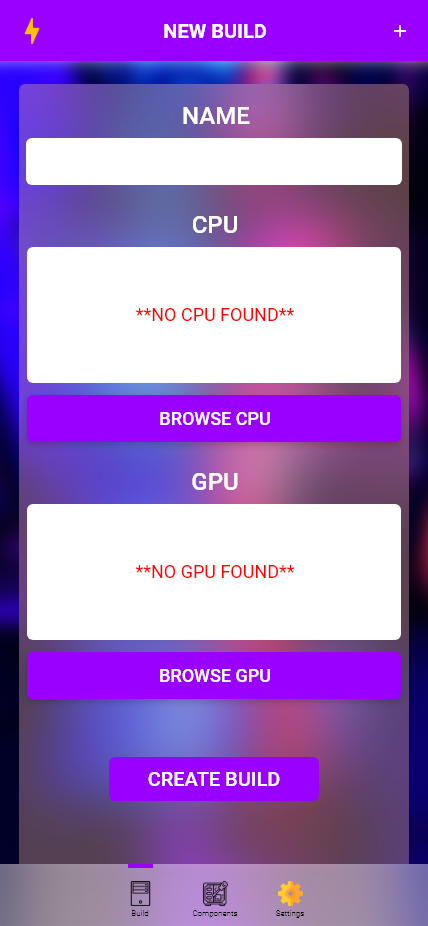 NEW BUILD
+
NAME
CPU
**NO CPU FOUND**
BROWSE CPU
GPU
**NO GPU FOUND**
BROWSE GPU
CREATE BUILD
Build Components Settings